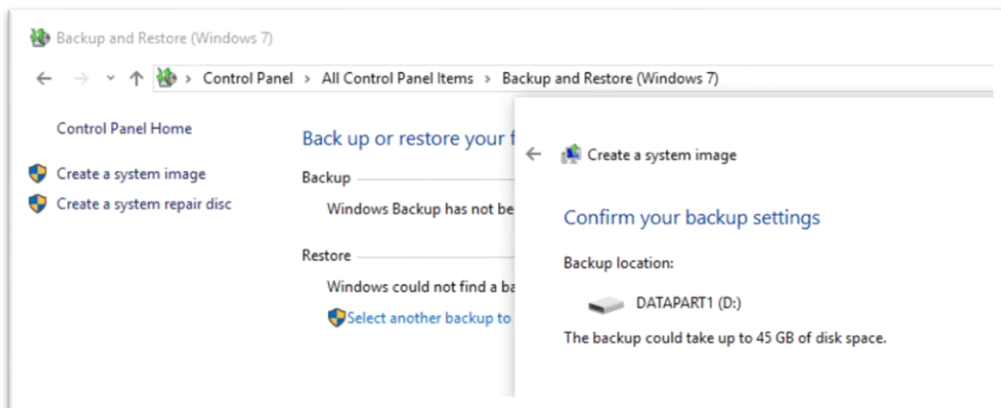 Backup and Restore (Windows 7)
Control Panel > All Control Panel Items > Backup and Restore (Windows 7)
Control Panel Home
Create a system image
Create a system repair disc
Back up or restore your f
Backup
Windows Backup has not be
Restore
Windows could not find a ba
Select another backup to
Create a system image
Confirm your backup settings
Backup location:
DATAPART1 (D:)
The backup could take up to 45 GB of disk space.